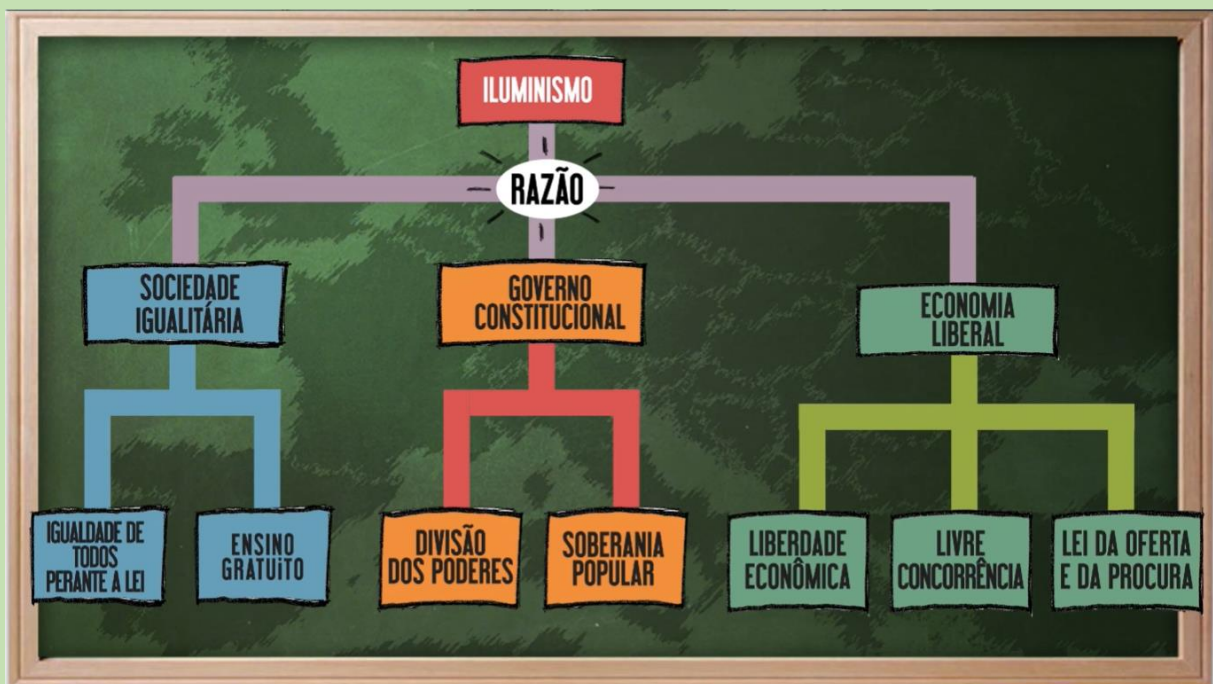 ILUMINISMO
RAZÃO
SOCIEDADE
IGUALITÁRIA
GOVERNO
CONSTITUCIONAL
ECONOMIA
LIBERAL
IGUALDADE DE
TODOS
PERANTE A LEI
ENSINO
GRATUiTO
DIVISÃO
DOS PODERES
SOBERANIA
POPULAR
LIBERDADE
ECONÔMICA
LIVRE
CONCORRÊNCIA
LEI DA OFERTA
E DA PROCURA